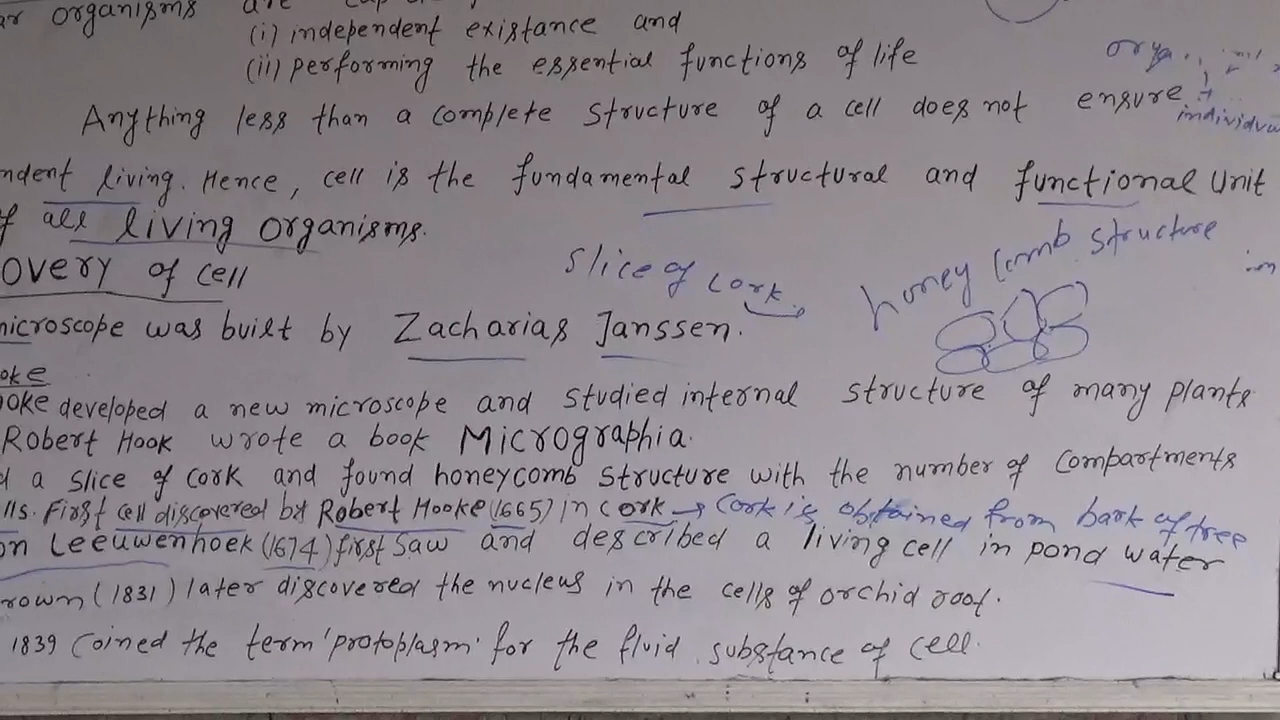 ar organisms are
(i) independent existance and
(ii) performing the essential functions of life
Anything less than a complete structure of a cell does not ensure
individua
ndent living. Hence, cell is the fundamental structural and functional Unit
f all living organisms.
overy of cell
Slice of cork
honey comb structure
microscope was built by Zacharias Janssen.
oke
ooke developed a new microscope and studied internal structure of many plants
Robert Hook wrote a book Micrographia.
d a slice of cork and found honeycomb structure with the number of compartments
lls. First cell discovered by Robert Hooke (1665) in cork → Cork is obtained from bark of tree
on Leeuwenhoek (1674) first saw and described a living cell in pond water
rown (1831) later discovered the nucleus in the cells of orchid root.
1839 coined the term 'protoplasm' for the fluid substance of cell.